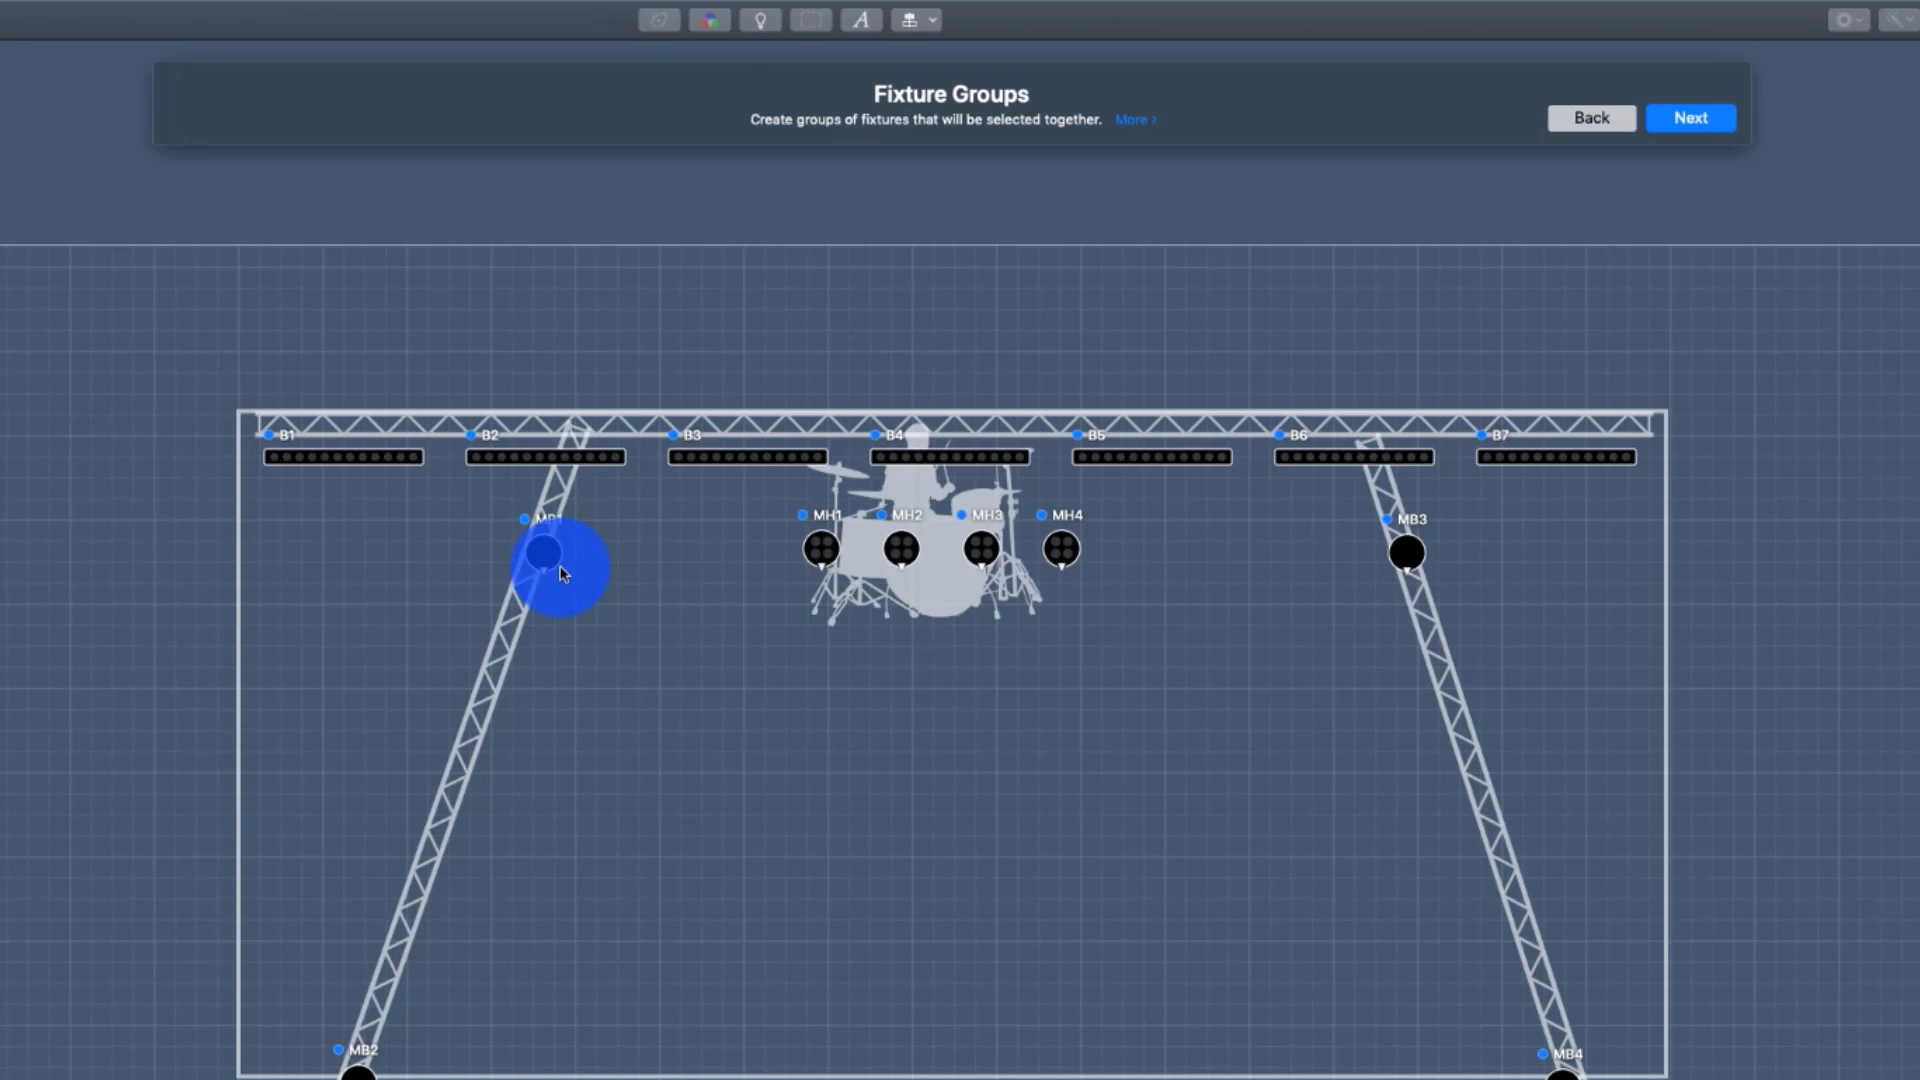 A
Fixture Groups
Create groups of fixtures that will be selected together. More ›
Back
Next
B1
B2
B3
B4
B5
B6
B7
MB1
MH1
MH2
MH3
MH4
MB3
MB2
MB4